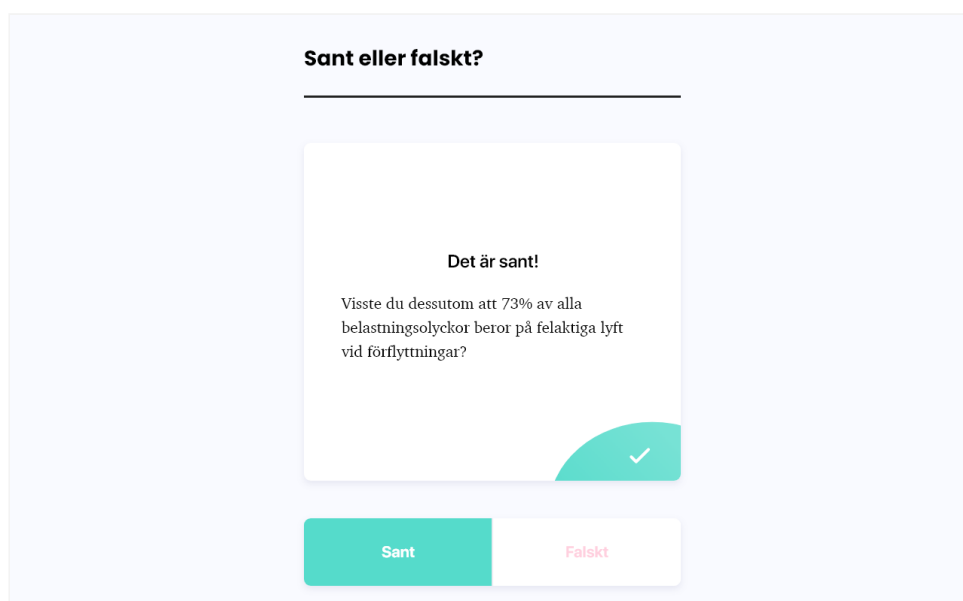 Sant eller falskt?
Det är sant!
Visste du dessutom att 73% av alla
belastningsolyckor beror på felaktiga lyft
vid förflyttningar?
Sant
Falskt